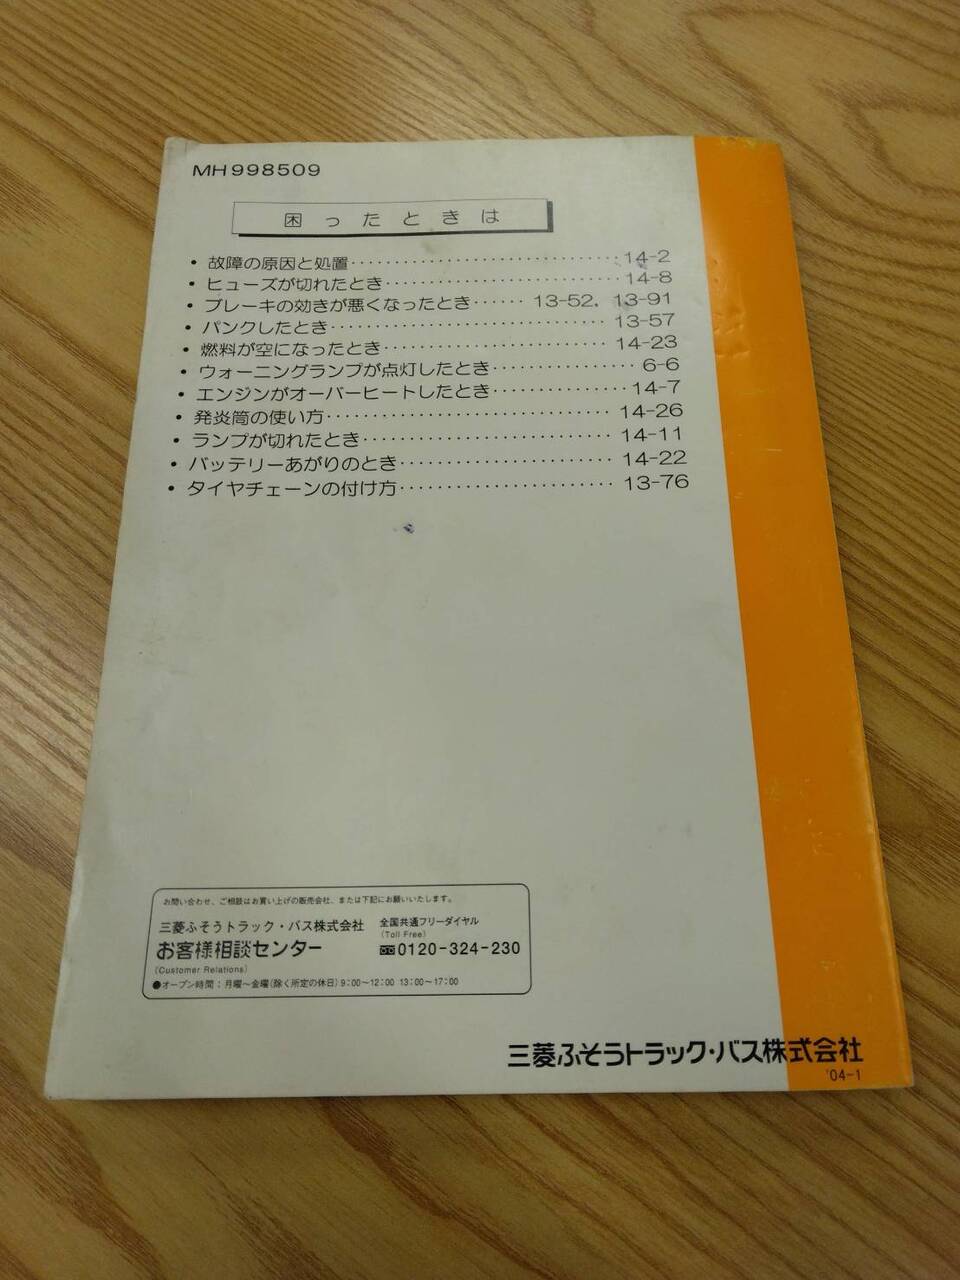 MH998509
困ったときは
• 故障の原因と処置‥‥‥‥‥‥‥‥‥‥‥14-2
• ヒューズが切れたとき‥‥‥‥‥‥‥‥‥14-8
• ブレーキの効きが悪くなったとき‥‥ 13-52, 13-91
• パンクしたとき‥‥‥‥‥‥‥‥‥‥‥13-57
• 燃料が空になったとき‥‥‥‥‥‥‥‥‥14-23
• ウォーニングランプが点灯したとき‥‥‥‥‥6-6
• エンジンがオーバーヒートしたとき‥‥‥‥‥14-7
• 発炎筒の使い方‥‥‥‥‥‥‥‥‥‥‥14-26
• ランプが切れたとき‥‥‥‥‥‥‥‥‥14-11
• バッテリーあがりのとき‥‥‥‥‥‥‥‥14-22
• タイヤチェーンの付け方‥‥‥‥‥‥‥‥13-76
お問い合わせ、ご相談はお買い上げの販売会社、または下記にお願いいたします。
三菱ふそうトラック・バス株式会社 全国共通フリーダイヤル
(Toll Free)
お客様相談センター 0120-324-230
(Customer Relations)
●オープン時間：月曜〜金曜(除く所定の休日)9:00〜12:00 13:00〜17:00
三菱ふそうトラック・バス株式会社
'04-1